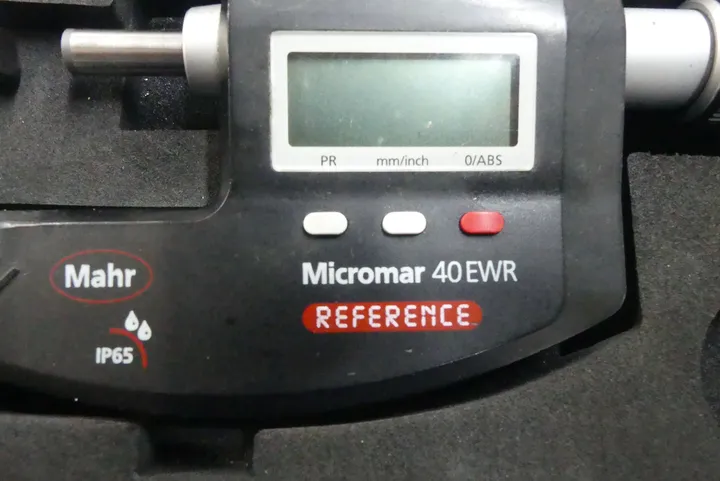 PR mm/inch 0/ABS
Mahr
Micromar 40 EWR
REFERENCE
IP65